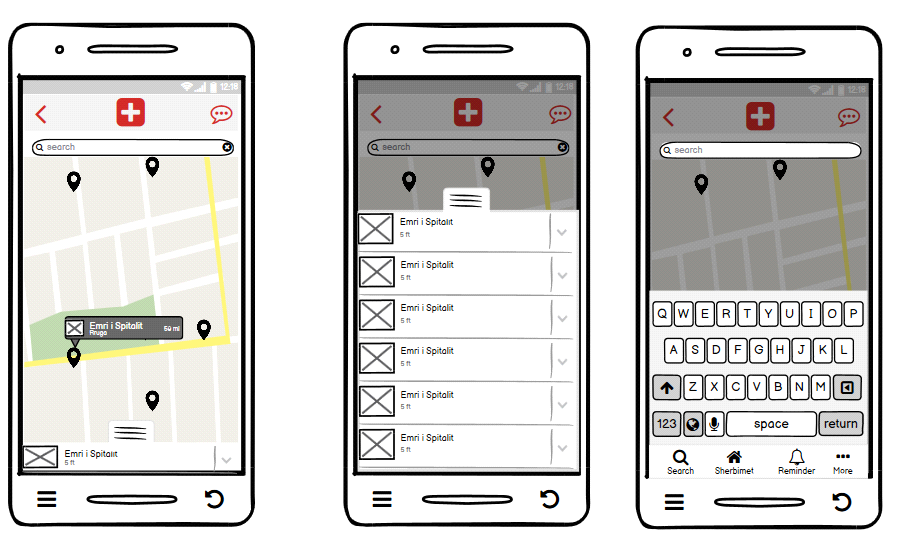 12:18
search
Emri i Spitalit
Rruga
50 mi
Emri i Spitalit
5 ft
12:18
search
Emri i Spitalit
5 ft
Emri i Spitalit
5 ft
Emri i Spitalit
5 ft
Emri i Spitalit
5 ft
Emri i Spitalit
5 ft
Emri i Spitalit
5 ft
12:18
search
Q W E R T Y U I O P
A S D F G H J K L
Z X C V B N M
123 space return
Search Sherbimet Reminder More